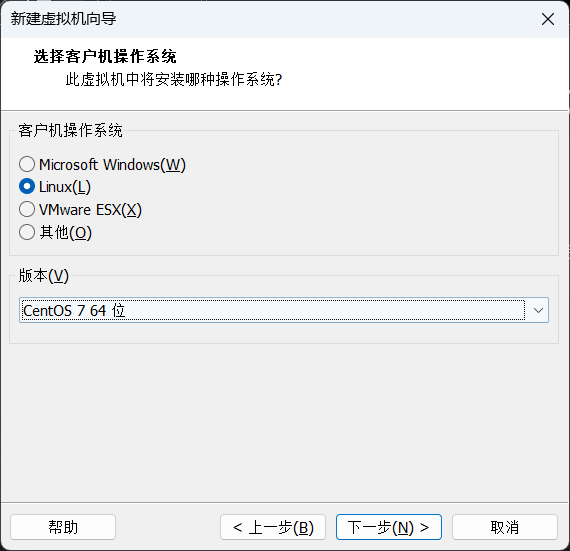 新建虚拟机向导
选择客户机操作系统
此虚拟机中将安装哪种操作系统?
客户机操作系统
Microsoft Windows(W)
Linux(L)
VMware ESX(X)
其他(O)
版本(V)
CentOS 7 64 位
帮助
< 上一步(B)
下一步(N) >
取消